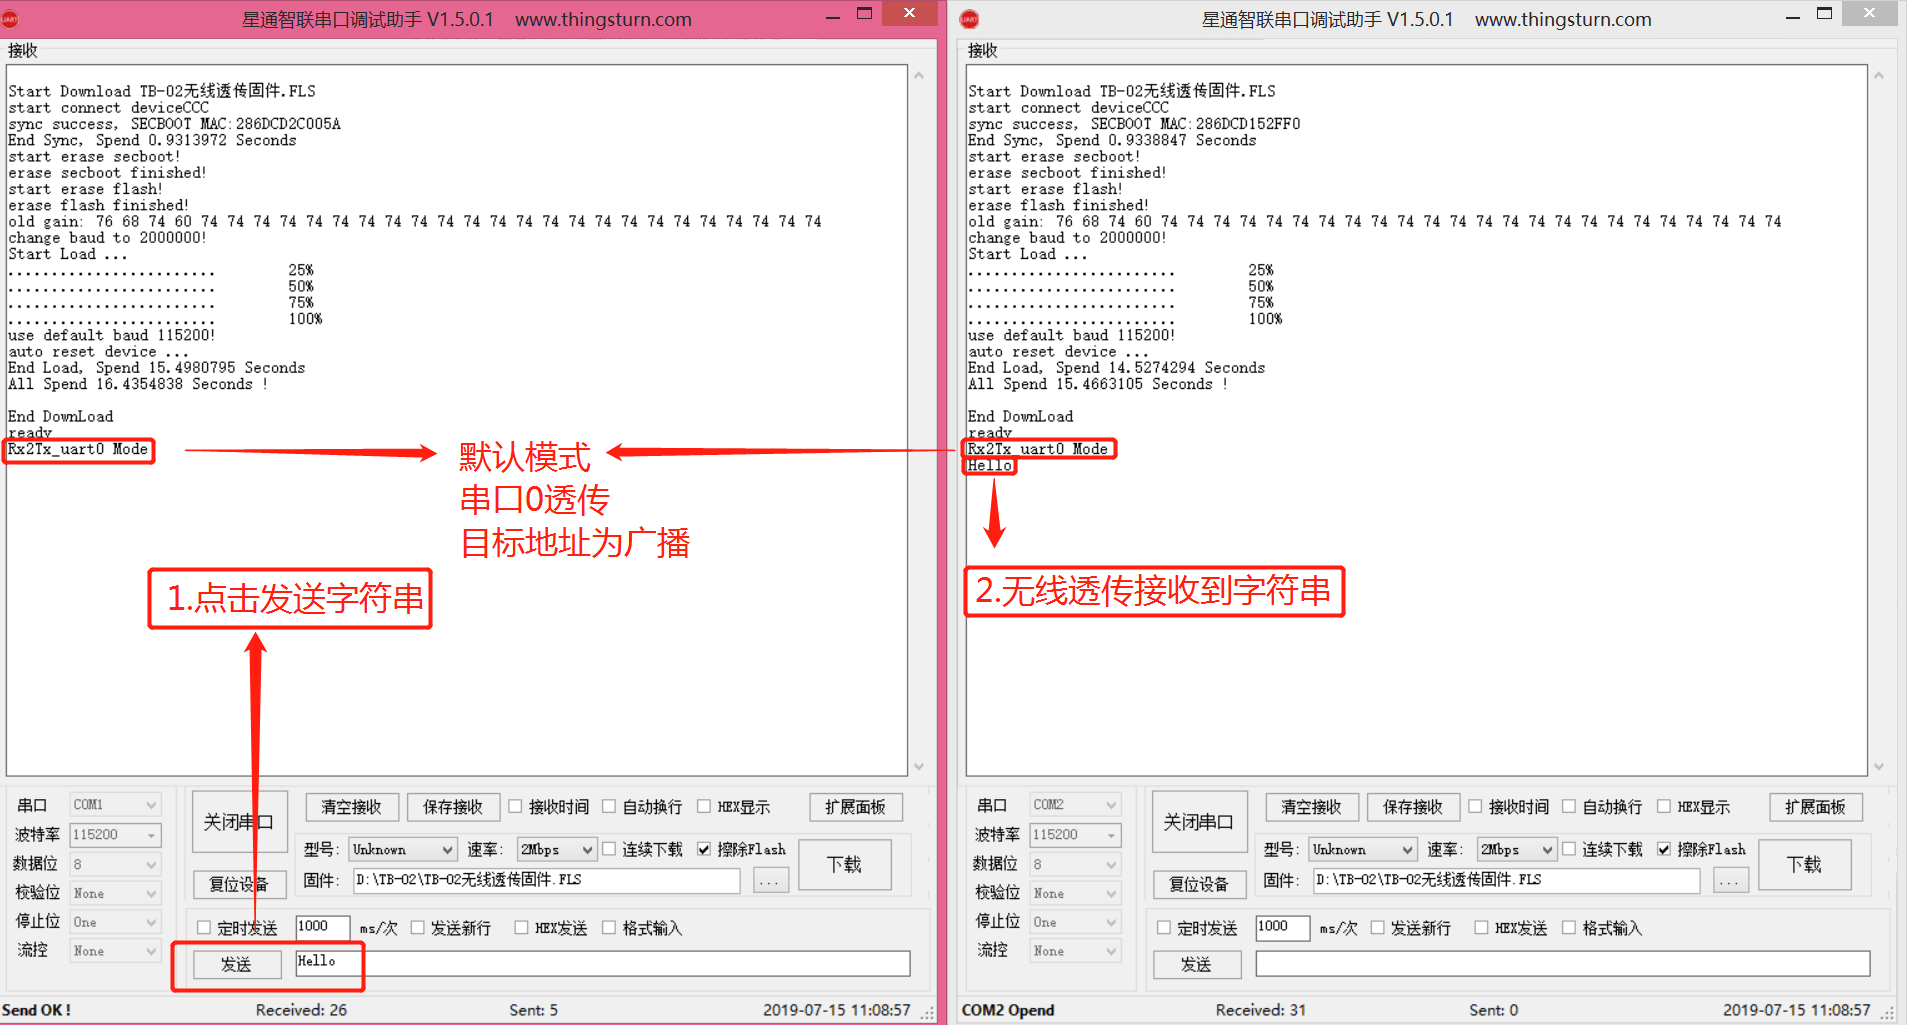 星通智联串口调试助手 V1.5.0.1 www.thingsturn.com
接收
Start Download TB-02无线透传固件.FLS
start connect deviceCCC
sync success, SECBOOT MAC:286DCD2C005A
End Sync, Spend 0.9313972 Seconds
start erase secboot!
erase secboot finished!
start erase flash!
erase flash finished!
old gain: 76 68 74 60 74 74 74 74 74 74 74 74 74 74 74 74 74 74 74 74 74 74 74 74 74 74 74 74
change baud to 2000000!
Start Load ...
........................ 25%
........................ 50%
........................ 75%
........................ 100%
use default baud 115200!
auto reset device ...
End Load, Spend 15.4980795 Seconds
All Spend 16.4354838 Seconds !
End DownLoad
ready
Rx2Tx_uart0 Mode
默认模式
串口0透传
目标地址为广播
1.点击发送字符串
串口 COM1
波特率 115200
数据位 8
校验位 None
停止位 One
流控 None
关闭串口
复位设备
清空接收 保存接收 接收时间 自动换行 HEX显示 扩展面板
型号: Unknown 速率: 2Mbps 连续下载 擦除Flash
固件: D:\TB-02\TB-02无线透传固件.FLS ...
下载
定时发送 1000 ms/次 发送新行 HEX发送 格式输入
发送 Hello
Send OK ! Received: 26 Sent: 5 2019-07-15 11:08:57
星通智联串口调试助手 V1.5.0.1 www.thingsturn.com
接收
Start Download TB-02无线透传固件.FLS
start connect deviceCCC
sync success, SECBOOT MAC:286DCD152FF0
End Sync, Spend 0.9338847 Seconds
start erase secboot!
erase secboot finished!
start erase flash!
erase flash finished!
old gain: 76 68 74 60 74 74 74 74 74 74 74 74 74 74 74 74 74 74 74 74 74 74 74 74 74 74 74 74
change baud to 2000000!
Start Load ...
........................ 25%
........................ 50%
........................ 75%
........................ 100%
use default baud 115200!
auto reset device ...
End Load, Spend 14.5274294 Seconds
All Spend 15.4663105 Seconds !
End DownLoad
ready
Rx2Tx_uart0 Mode
Hello
2.无线透传接收到字符串
串口 COM2
波特率 115200
数据位 8
校验位 None
停止位 One
流控 None
关闭串口
复位设备
清空接收 保存接收 接收时间 自动换行 HEX显示 扩展面板
型号: Unknown 速率: 2Mbps 连续下载 擦除Flash
固件: D:\TB-02\TB-02无线透传固件.FLS ...
下载
定时发送 1000 ms/次 发送新行 HEX发送 格式输入
发送
COM2 Opend Received: 31 Sent: 0 2019-07-15 11:08:57